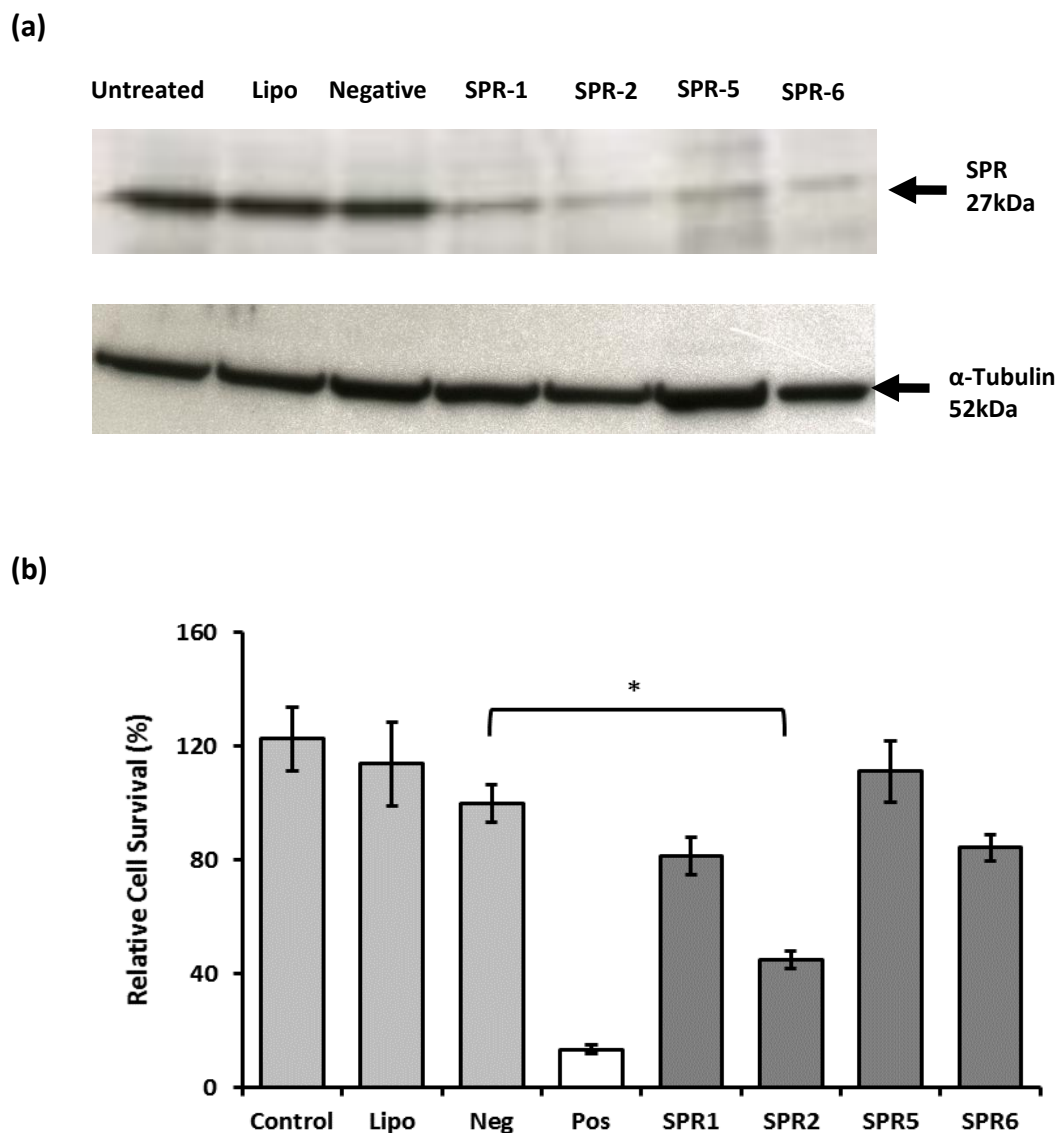 (a)
Untreated Lipo Negative SPR-1 SPR-2 SPR-5 SPR-6
SPR
27kDa
α-Tubulin
52kDa
(b)
160
120
80
40
0
Relative Cell Survival (%)
*
Control Lipo Neg Pos SPR1 SPR2 SPR5 SPR6